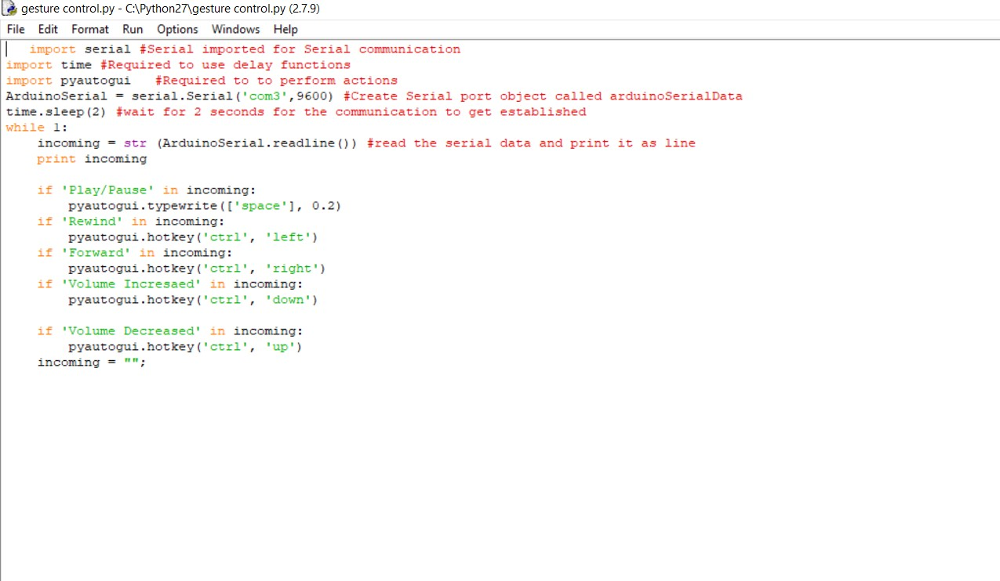 gesture control.py - C:\Python27\gesture control.py (2.7.9)
File Edit Format Run Options Windows Help
   import serial #Serial imported for Serial communication
import time #Required to use delay functions
import pyautogui   #Required to to perform actions
ArduinoSerial = serial.Serial('com3',9600) #Create Serial port object called arduinoSerialData
time.sleep(2) #wait for 2 seconds for the communication to get established
while 1:
    incoming = str (ArduinoSerial.readline()) #read the serial data and print it as line
    print incoming
    if 'Play/Pause' in incoming:
        pyautogui.typewrite(['space'], 0.2)
    if 'Rewind' in incoming:
        pyautogui.hotkey('ctrl', 'left')
    if 'Forward' in incoming:
        pyautogui.hotkey('ctrl', 'right')
    if 'Volume Incresaed' in incoming:
        pyautogui.hotkey('ctrl', 'down')
    if 'Volume Decreased' in incoming:
        pyautogui.hotkey('ctrl', 'up')
    incoming = "";